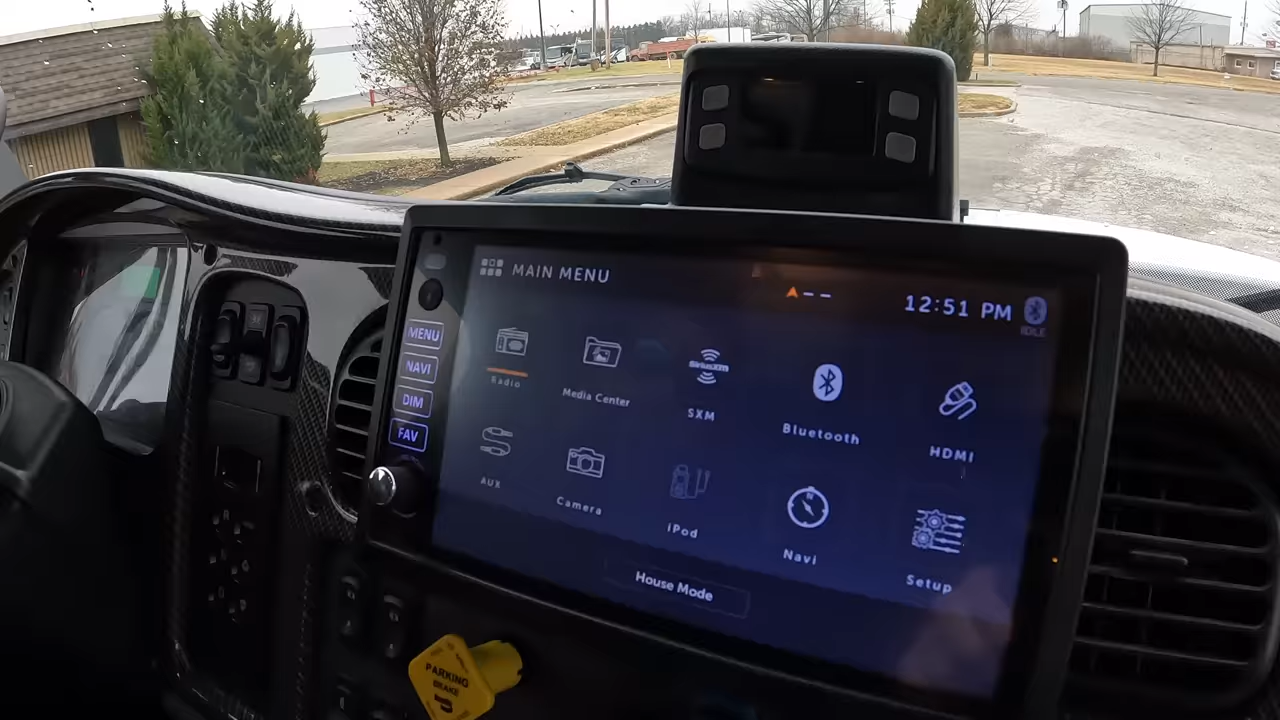 MAIN MENU
12:51 PM
IDLE
MENU
NAVI
DIM
FAV
Radio
Media Center
SiriusXM
SXM
Bluetooth
HDMI
Aux
Camera
iPod
N
Navi
Setup
House Mode
PARKING
BRAKE